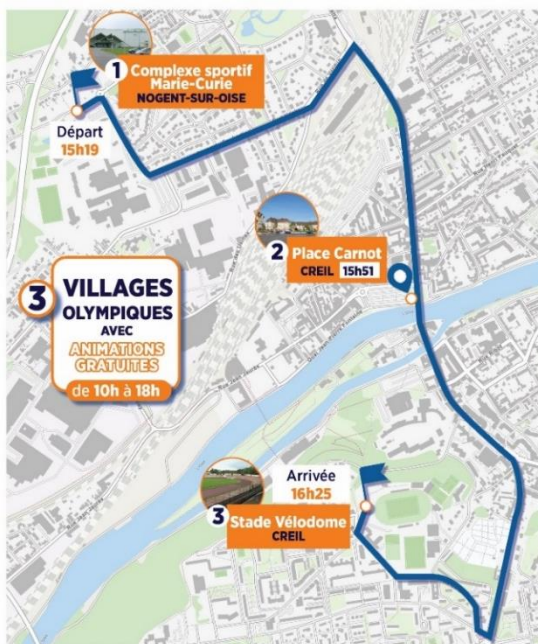 1 Complexe sportif
Marie-Curie
NOGENT-SUR-OISE
Départ
15h19
2 Place Carnot
CREIL 15h51
3 VILLAGES
OLYMPIQUES
AVEC
ANIMATIONS
GRATUITES
de 10h à 18h
Arrivée
16h25
3 Stade Vélodome
CREIL